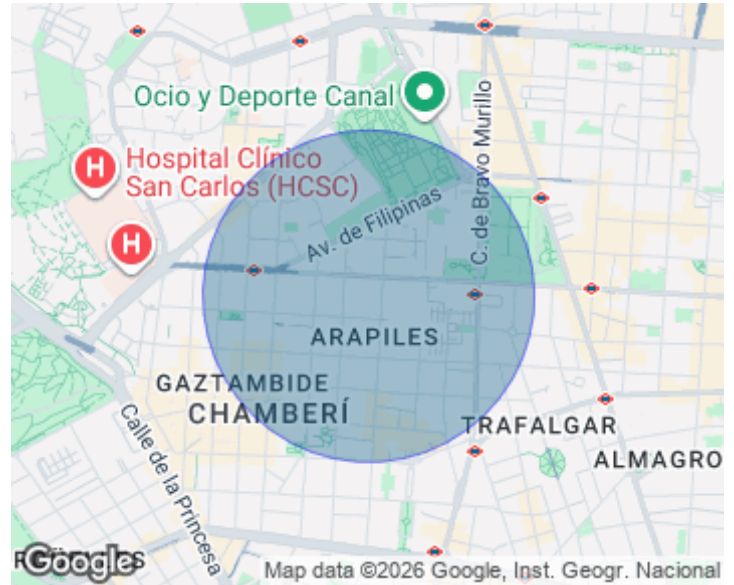 Ocio y Deporte Canal
H
Hospital Clínico
San Carlos (HCSC)
H
C. de Bravo Murillo
Av. de Filipinas
ARAPILES
GAZTAMBIDE
CHAMBERÍ
Calle de la Princesa
TRAFALGAR
ALMAGRO
Google
Map data ©2026 Google, Inst. Geogr. Nacional